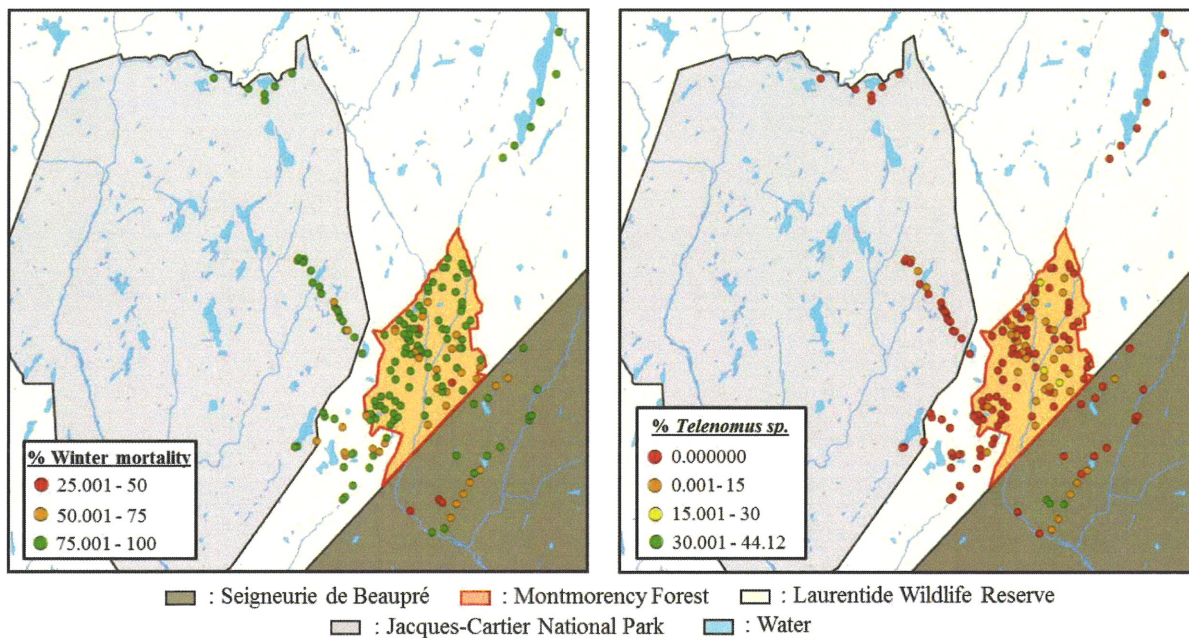 % Winter mortality
25.001 - 50
50.001 - 75
75.001 - 100
% Telenomus sp.
0.000000
0.001- 15
15.001 - 30
30.001 - 44.12
: Seigneurie de Beaupré : Montmorency Forest : Laurentide Wildlife Reserve
: Jacques-Cartier National Park : Water